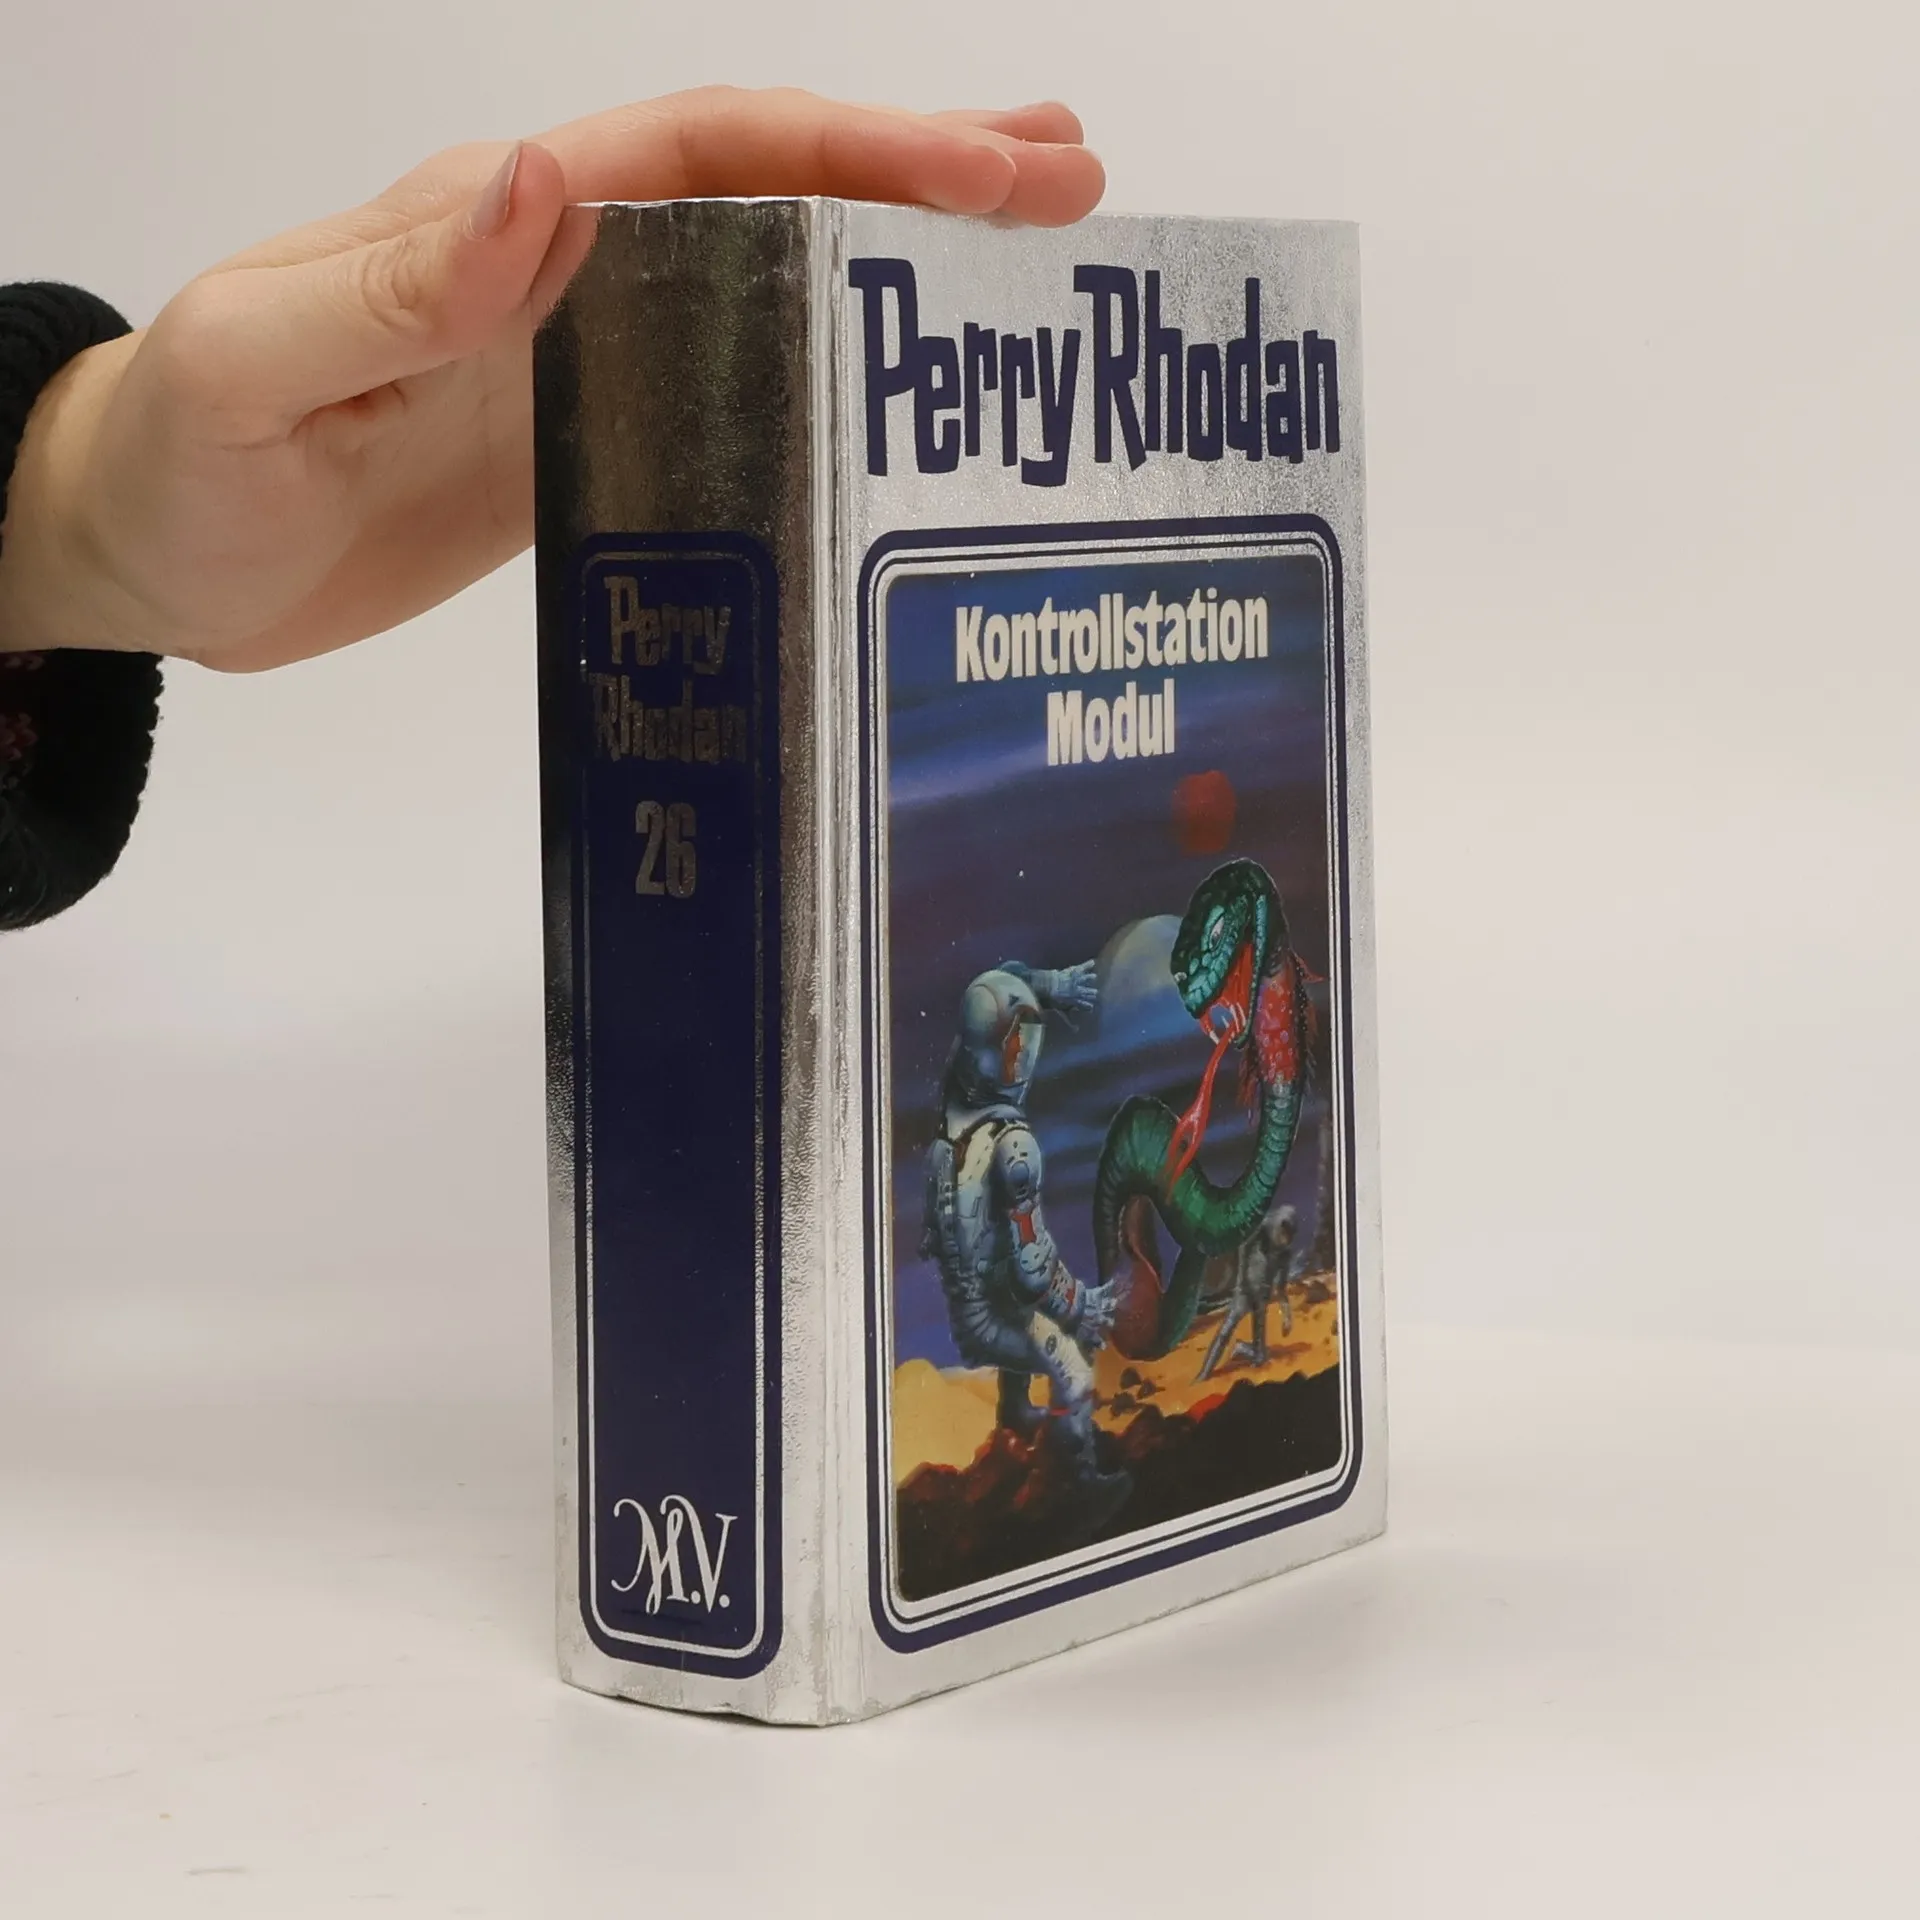 Perry Rhodan
Kontrollstation
Modul
Perry
Rhodan
26
M.V.